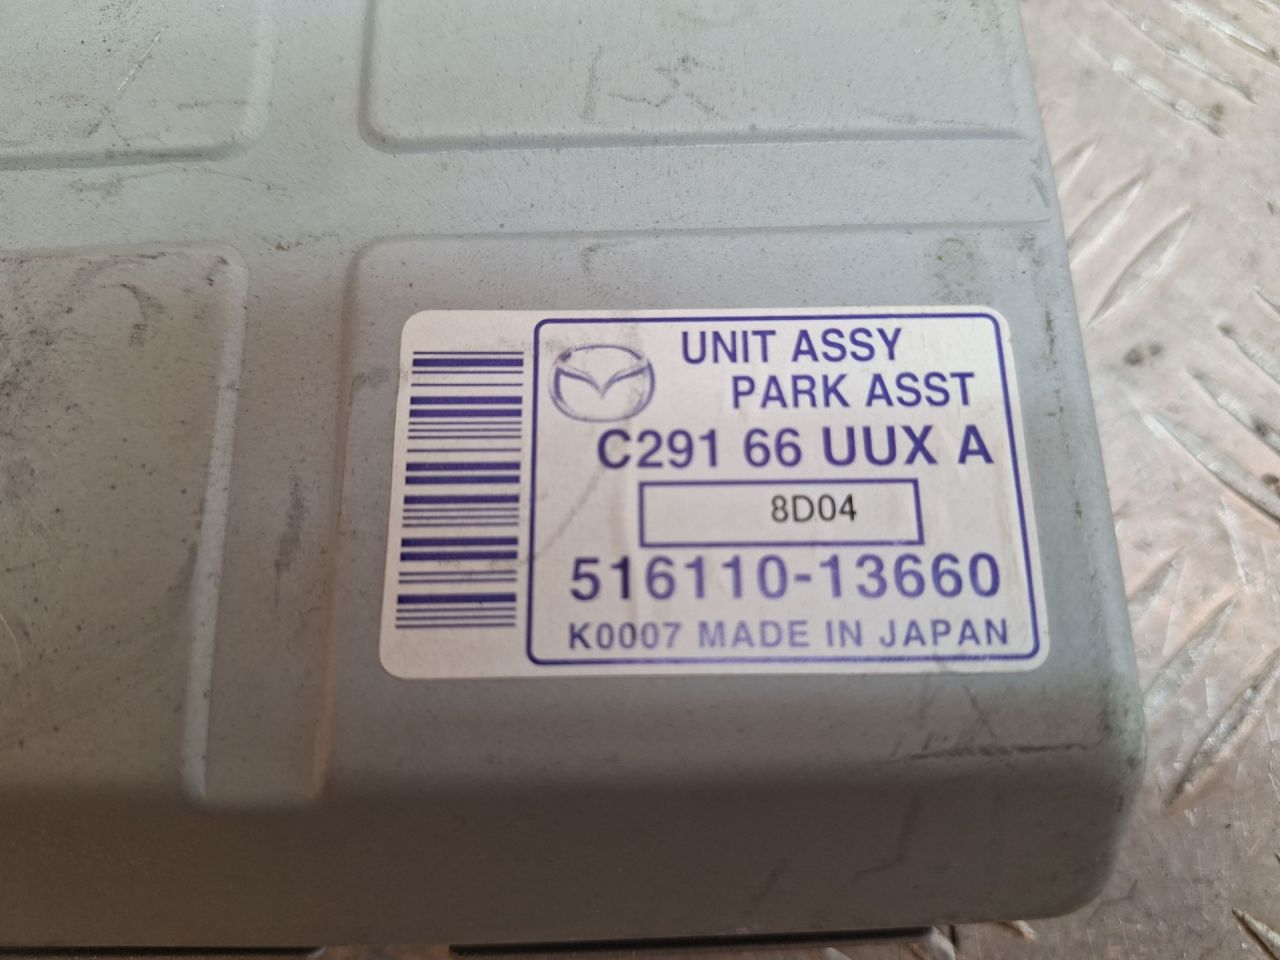 UNIT ASSY
PARK ASST
C291 66 UUX A
8D04
516110-13660
K0007 MADE IN JAPAN